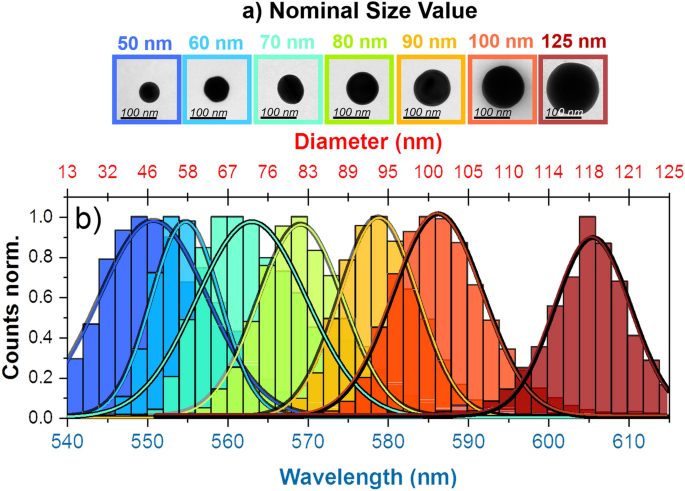 a) Nominal Size Value
50 nm 60 nm 70 nm 80 nm 90 nm 100 nm 125 nm
100 nm 100 nm 100 nm 100 nm 100 nm 100 nm 100 nm
Diameter (nm)
13 32 46 58 67 76 83 89 95 100 105 110 114 118 121 125
b)
Counts norm.
1.0
0.8
0.6
0.4
0.2
0.0
540 550 560 570 580 590 600 610
Wavelength (nm)